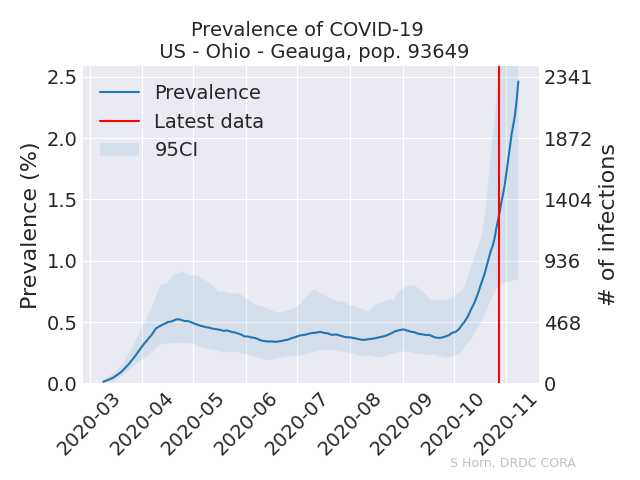 Prevalence of COVID-19
US - Ohio - Geauga, pop. 93649
Prevalence
Latest data
95CI
Prevalence (%)
2.5
2.0
1.5
1.0
0.5
0.0
2341
1872
1404
936
468
0
# of infections
2020-03
2020-04
2020-05
2020-06
2020-07
2020-08
2020-09
2020-10
2020-11
S Horn, DRDC CORA